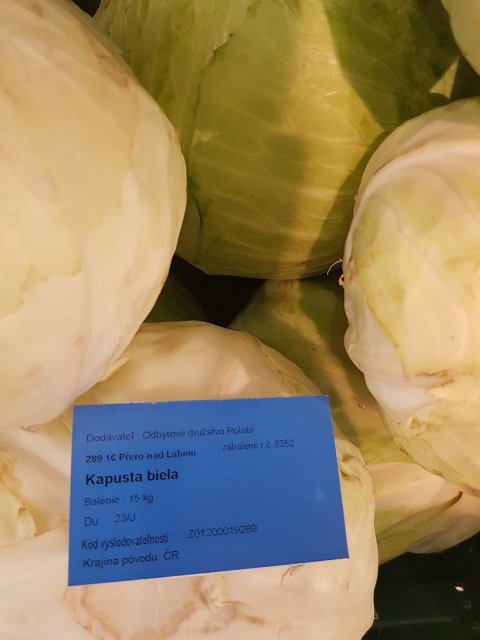 Dodávateľ : Odbytové družstvo Polabí
289 16 Přero nad Labem zabalené r.č. 8352
Kapusta biela
Balenie : 15 kg
Du: 23/J
Kód vyslodovateľnosti : Z01200019289
Krajina pôvodu: ČR